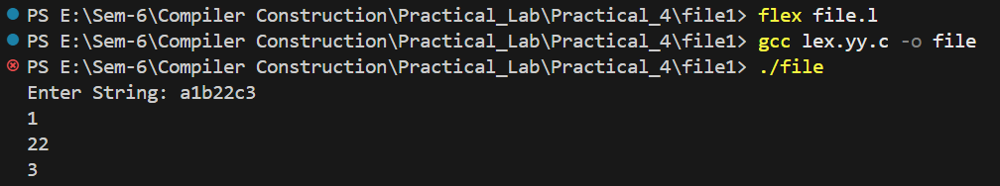 PS E:\Sem-6\Compiler Construction\Practical_Lab\Practical_4\file1> flex file.l
PS E:\Sem-6\Compiler Construction\Practical_Lab\Practical_4\file1> gcc lex.yy.c -o file
PS E:\Sem-6\Compiler Construction\Practical_Lab\Practical_4\file1> ./file
Enter String: a1b22c3
1
22
3